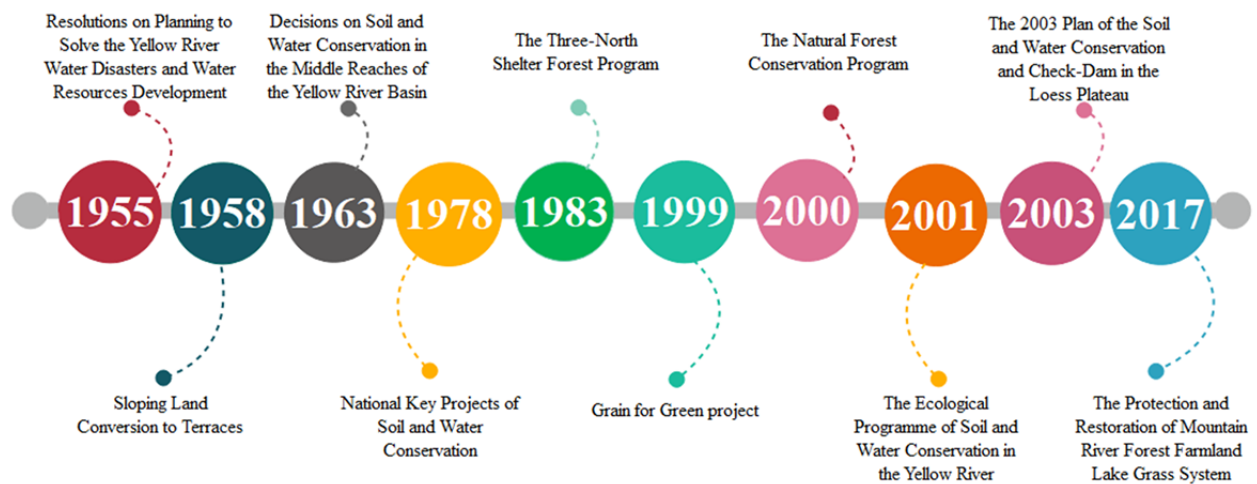 Resolutions on Planning to
Solve the Yellow River
Water Disasters and Water
Resources Development
Decisions on Soil and
Water Conservation in
the Middle Reaches of
the Yellow River Basin
The Three-North
Shelter Forest Program
The Natural Forest
Conservation Program
The 2003 Plan of the Soil
and Water Conservation
and Check-Dam in the
Loess Plateau
1955
1958
1963
1978
1983
1999
2000
2001
2003
2017
Sloping Land
Conversion to Terraces
National Key Projects of
Soil and Water
Conservation
Grain for Green project
The Ecological
Programme of Soil and
Water Conservation in
the Yellow River
The Protection and
Restoration of Mountain
River Forest Farmland
Lake Grass System